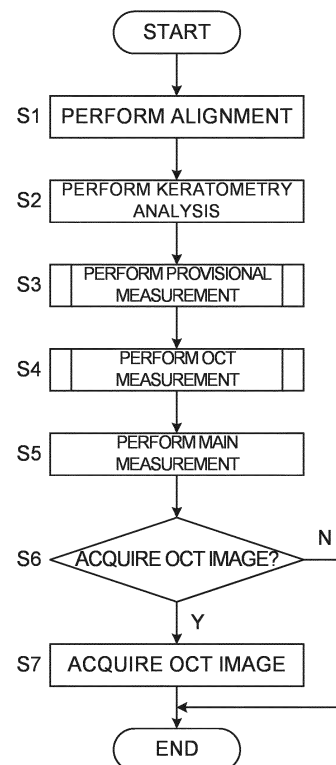 START
S1 PERFORM ALIGNMENT
S2 PERFORM KERATOMETRY
ANALYSIS
S3 PERFORM PROVISIONAL
MEASUREMENT
S4 PERFORM OCT
MEASUREMENT
S5 PERFORM MAIN
MEASUREMENT
S6 ACQUIRE OCT IMAGE? N
Y
S7 ACQUIRE OCT IMAGE
END